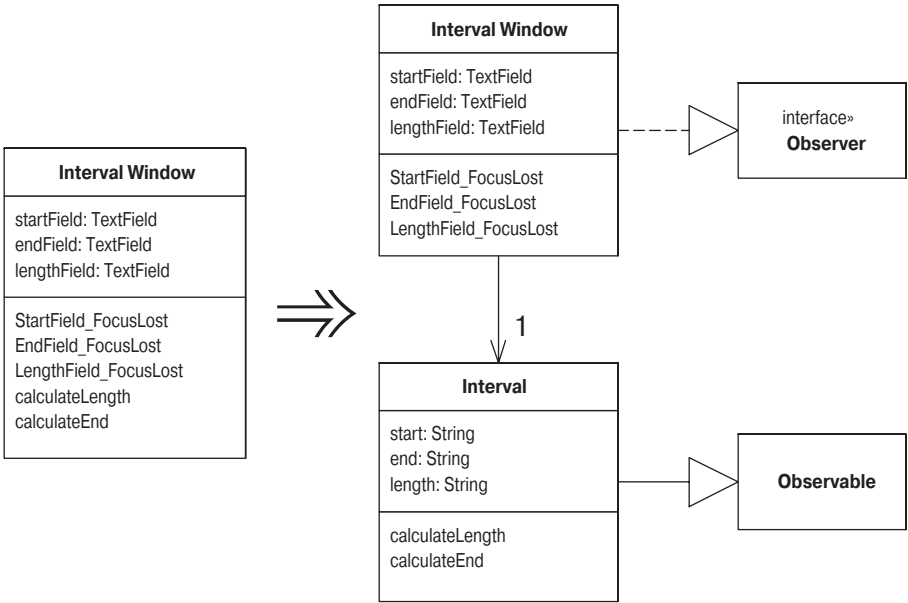 Interval Window
startField: TextField
endField: TextField
lengthField: TextField
StartField_FocusLost
EndField_FocusLost
LengthField_FocusLost
calculateLength
calculateEnd
Interval Window
startField: TextField
endField: TextField
lengthField: TextField
StartField_FocusLost
EndField_FocusLost
LengthField_FocusLost
interface»
Observer
1
Interval
start: String
end: String
length: String
calculateLength
calculateEnd
Observable